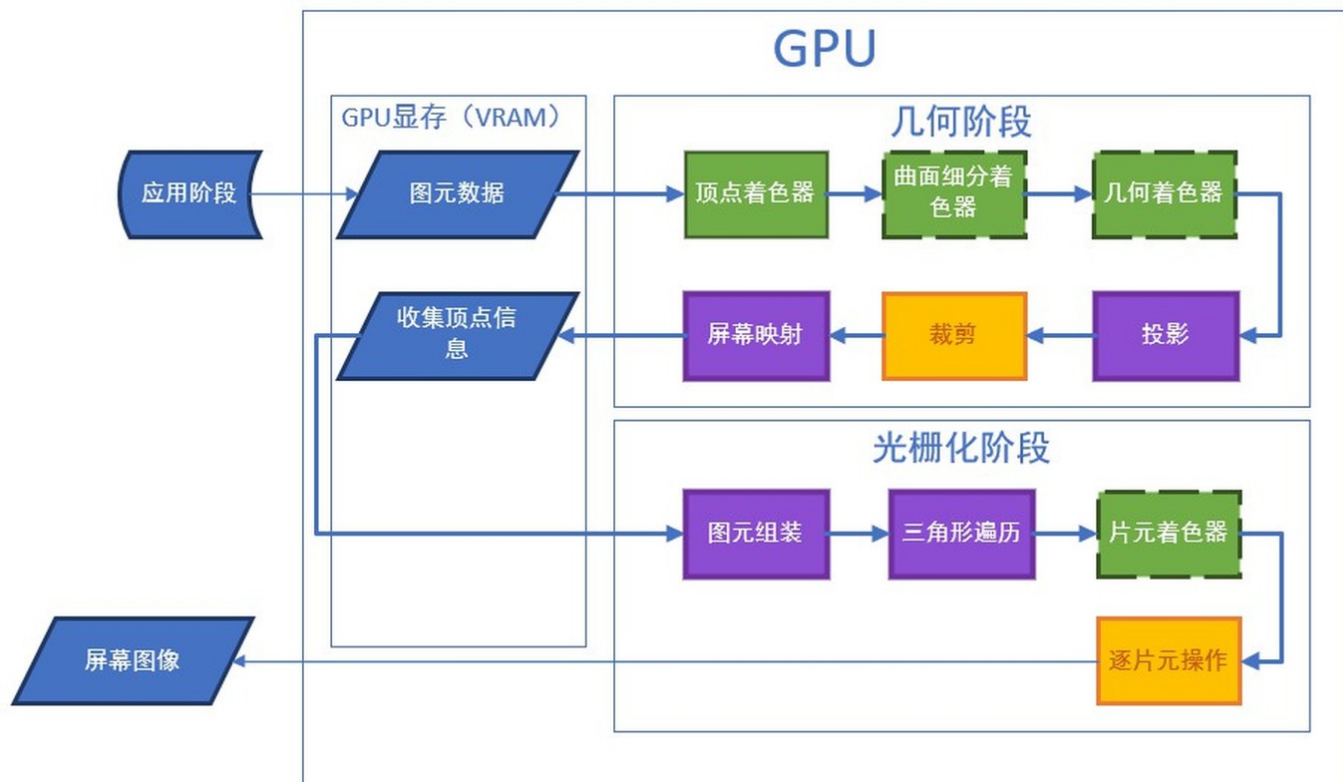 GPU
GPU显存（VRAM）
几何阶段
应用阶段
图元数据
顶点着色器
曲面细分着
色器
几何着色器
收集顶点信
息
屏幕映射
裁剪
投影
光栅化阶段
图元组装
三角形遍历
片元着色器
屏幕图像
逐片元操作